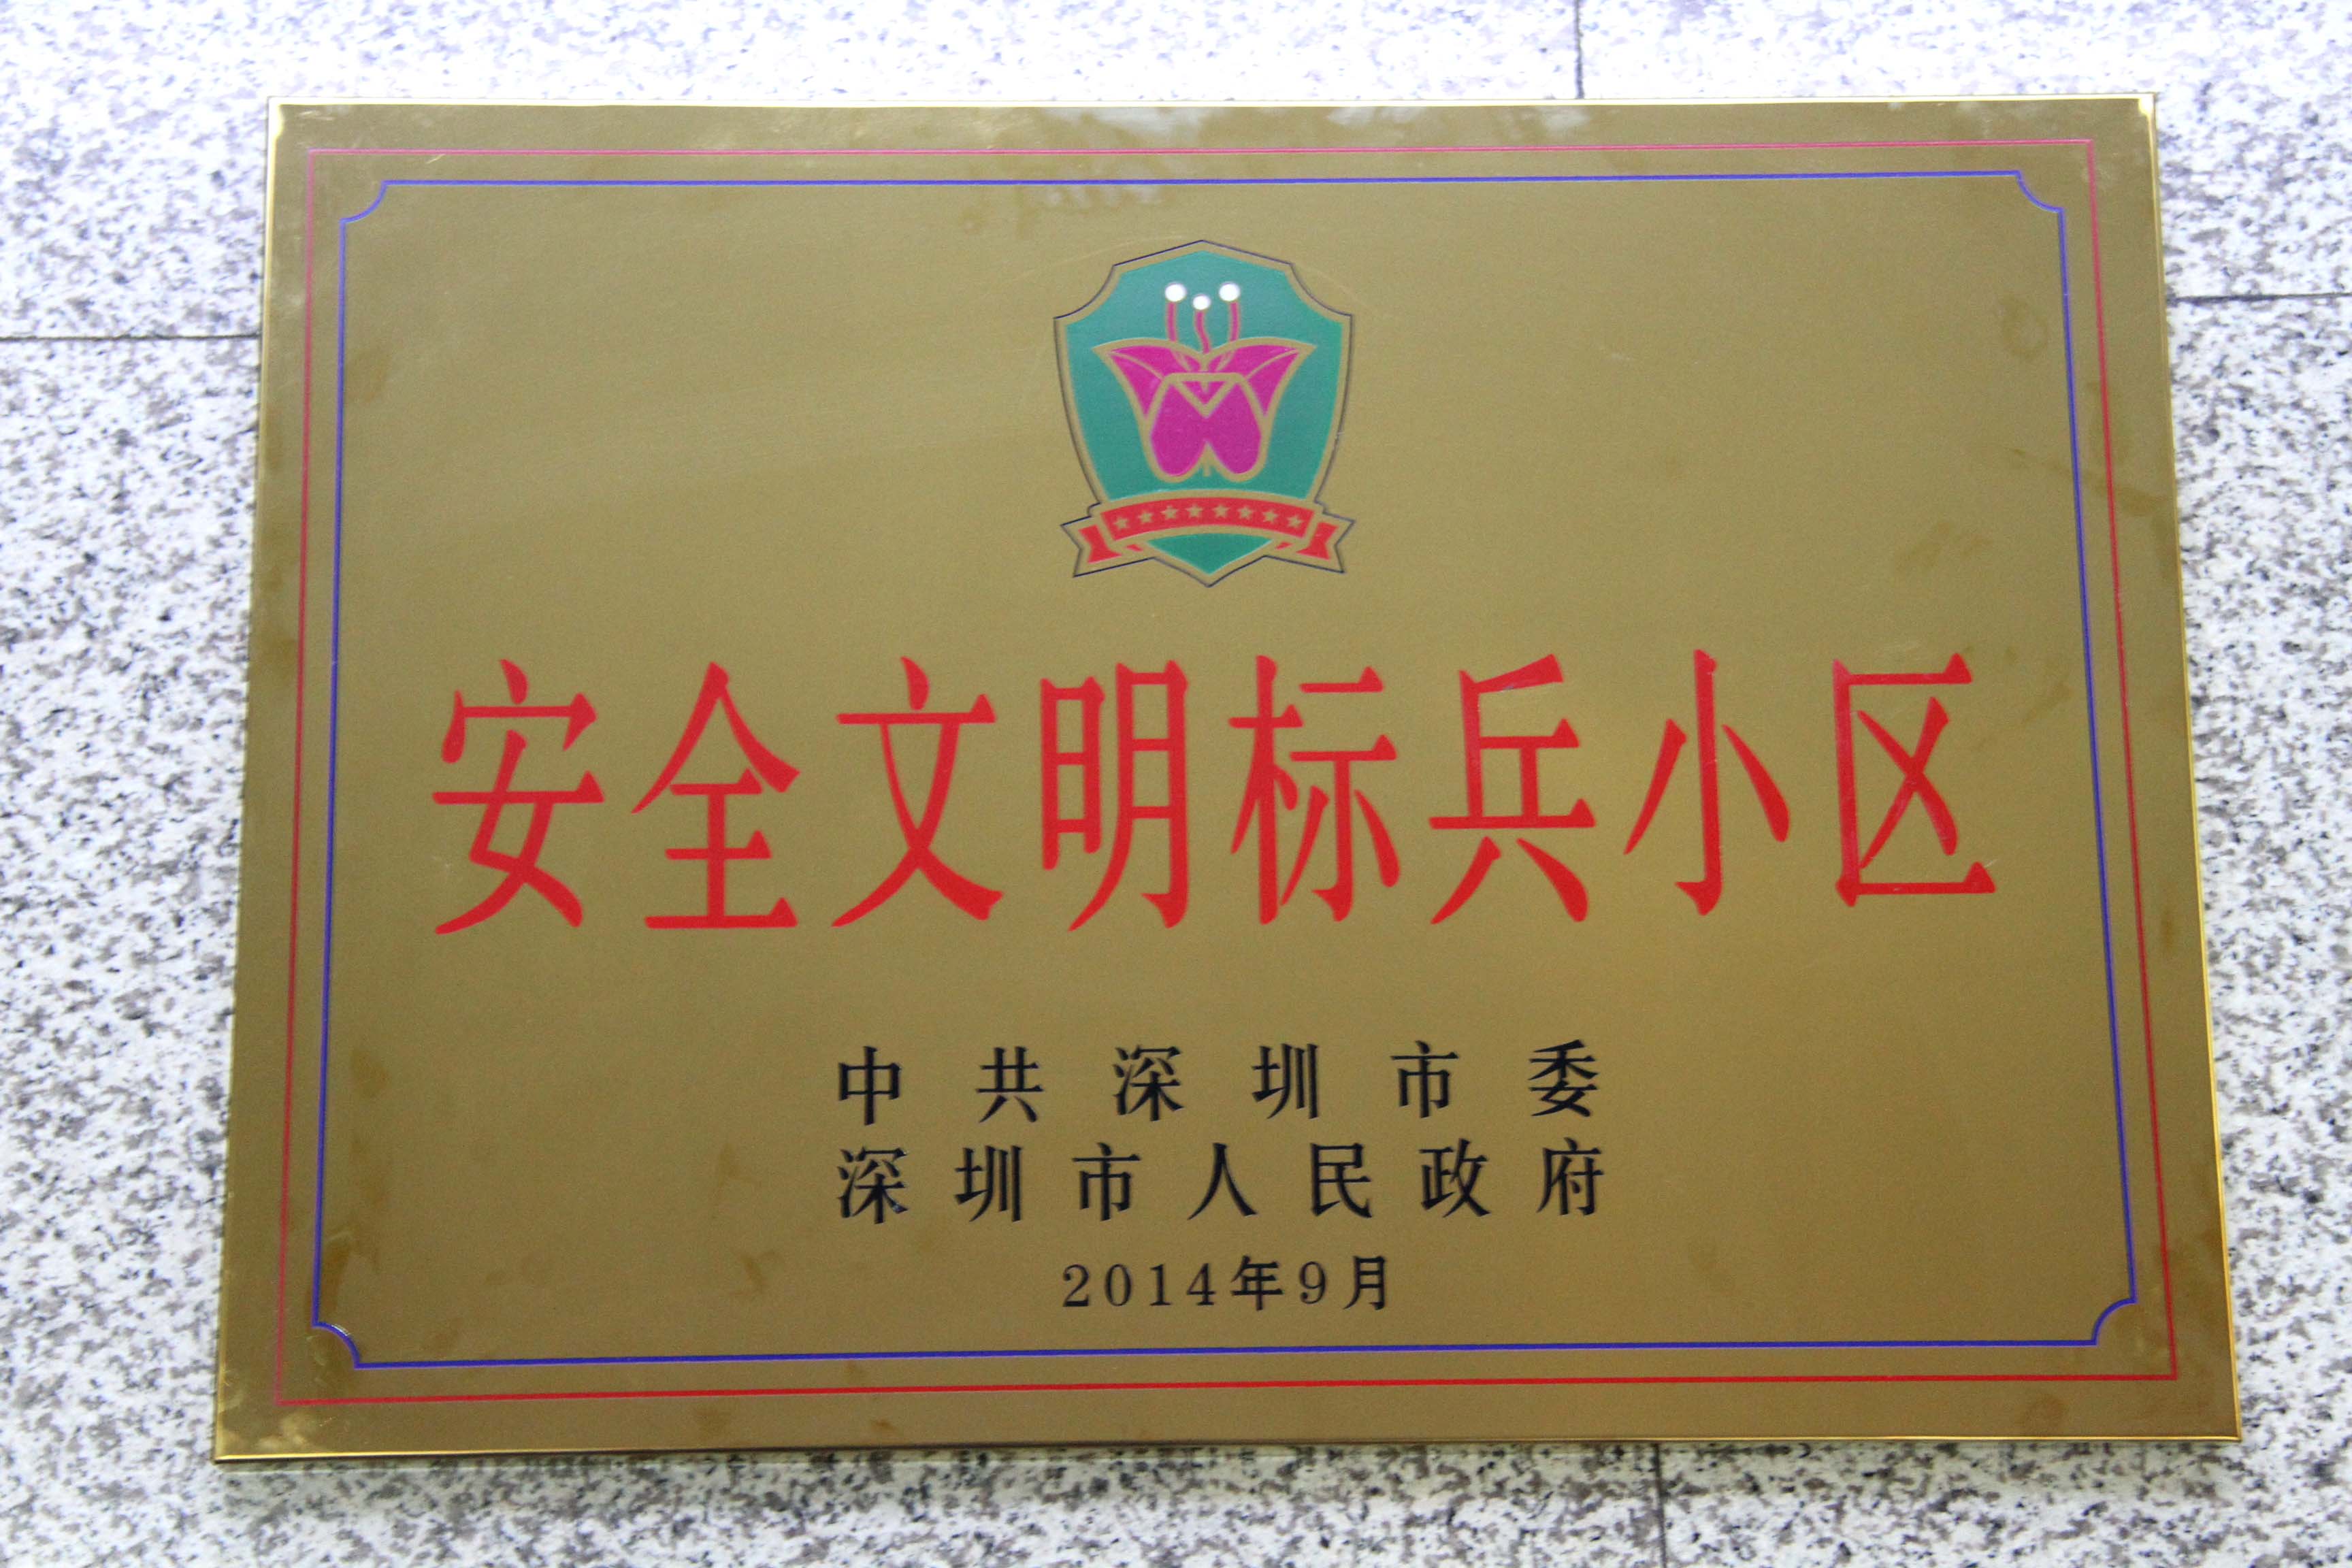 安全文明标兵小区
中共深圳市委
深圳市人民政府
2014年9月